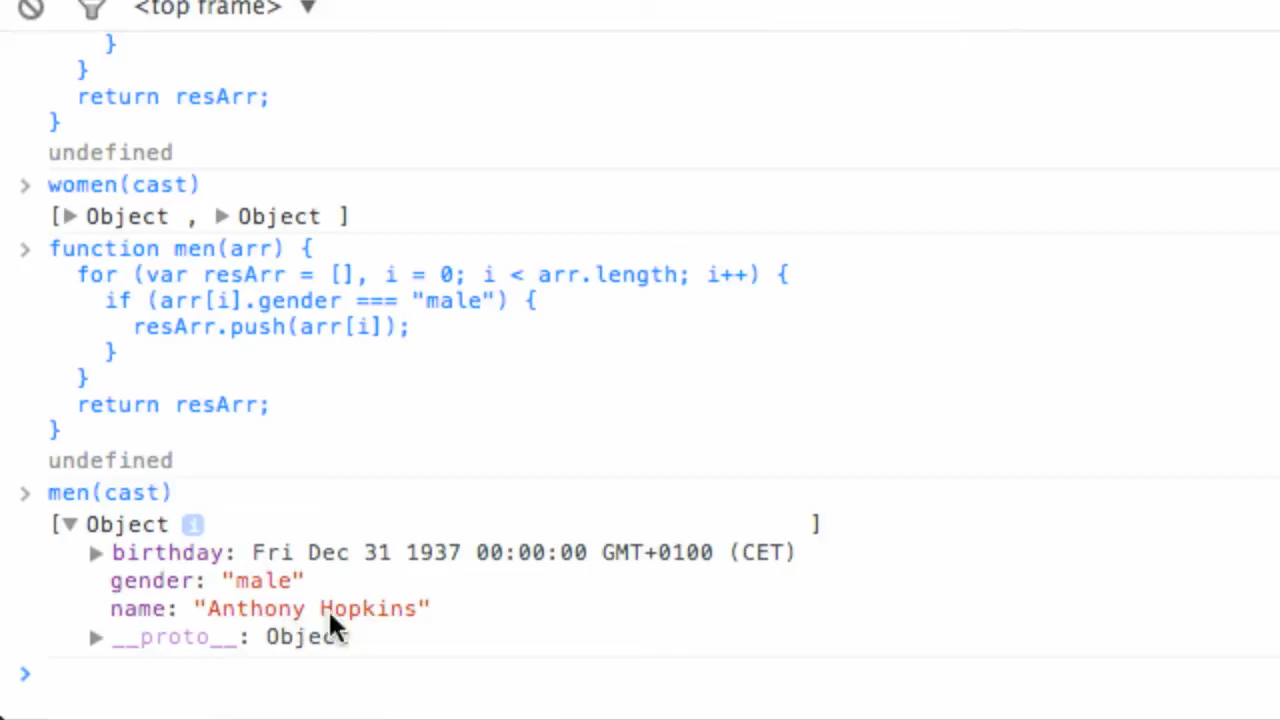 <top frame> ▼
}
}
return resArr;
}
undefined
> women(cast)
[▶ Object , ▶ Object ]
> function men(arr) {
for (var resArr = [], i = 0; i < arr.length; i++) {
if (arr[i].gender === "male") {
resArr.push(arr[i]);
}
}
return resArr;
}
undefined
> men(cast)
[▼ Object i ]
▶ birthday: Fri Dec 31 1937 00:00:00 GMT+0100 (CET)
gender: "male"
name: "Anthony Hopkins"
▶ __proto__: Object
>